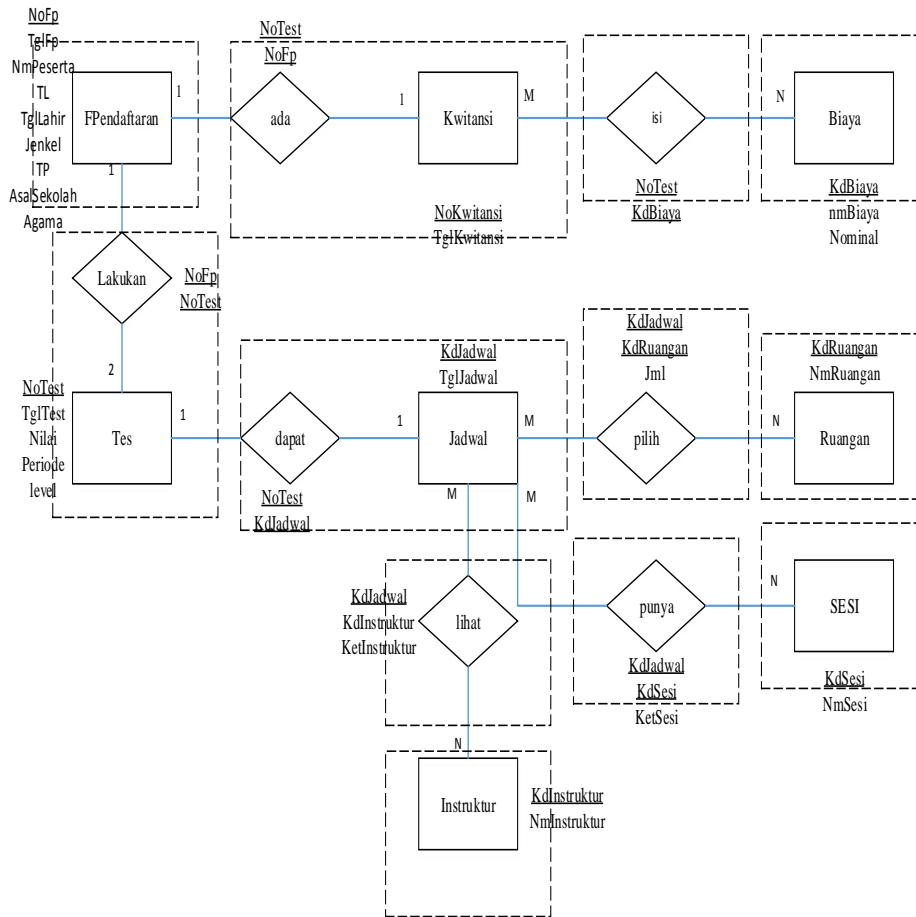 NoFp
TglFp
NmPeserta
TL
TglLahir
Jenkel
TP
AsalSekolah
Agama
FPendaftaran
1
1
NoTest
NoFp
ada
1
Kwitansi
M
NoKwitansi
TglKwitansi
isi
NoTest
KdBiaya
N
Biaya
KdBiaya
nmBiaya
Nominal
Lakukan
NoFp
NoTest
2
NoTest
TglTest
Nilai
Periode
level
Tes
1
dapat
NoTest
KdJadwal
1
KdJadwal
TglJadwal
Jadwal
M
M
M
KdJadwal
KdRuangan
Jml
pilih
N
KdRuangan
NmRuangan
Ruangan
KdJadwal
KdInstruktur
KetInstruktur
lihat
N
punya
KdJadwal
KdSesi
KetSesi
N
SESI
KdSesi
NmSesi
Instruktur
KdInstruktur
NmInstruktur